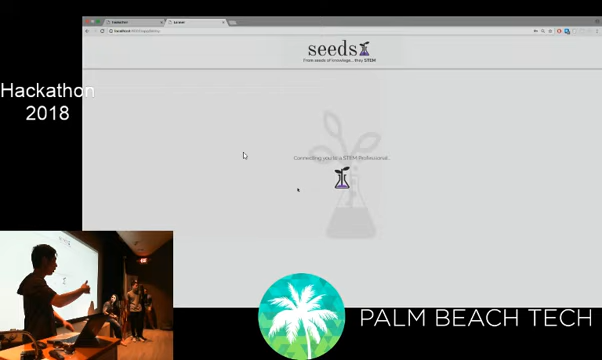 seeds
From seeds of knowledge... they STEM
Hackathon
2018
Connecting you to a STEM Professional...
PALM BEACH TECH